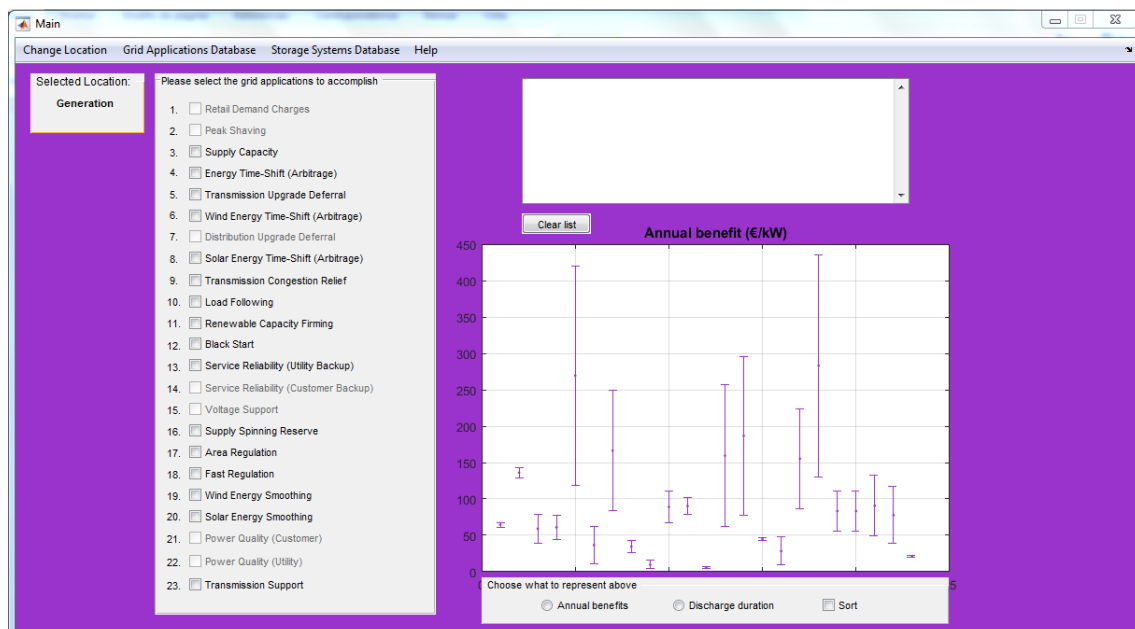 Main
Change Location Grid Applications Database Storage Systems Database Help
Selected Location:
Generation
Please select the grid applications to accomplish
1. Retail Demand Charges
2. Peak Shaving
3. Supply Capacity
4. Energy Time-Shift (Arbitrage)
5. Transmission Upgrade Deferral
6. Wind Energy Time-Shift (Arbitrage)
7. Distribution Upgrade Deferral
8. Solar Energy Time-Shift (Arbitrage)
9. Transmission Congestion Relief
10. Load Following
11. Renewable Capacity Firming
12. Black Start
13. Service Reliability (Utility Backup)
14. Service Reliability (Customer Backup)
15. Voltage Support
16. Supply Spinning Reserve
17. Area Regulation
18. Fast Regulation
19. Wind Energy Smoothing
20. Solar Energy Smoothing
21. Power Quality (Customer)
22. Power Quality (Utility)
23. Transmission Support
Clear list
Annual benefit (€/kW)
450
400
350
300
250
200
150
100
50
0
Choose what to represent above
Annual benefits Discharge duration Sort